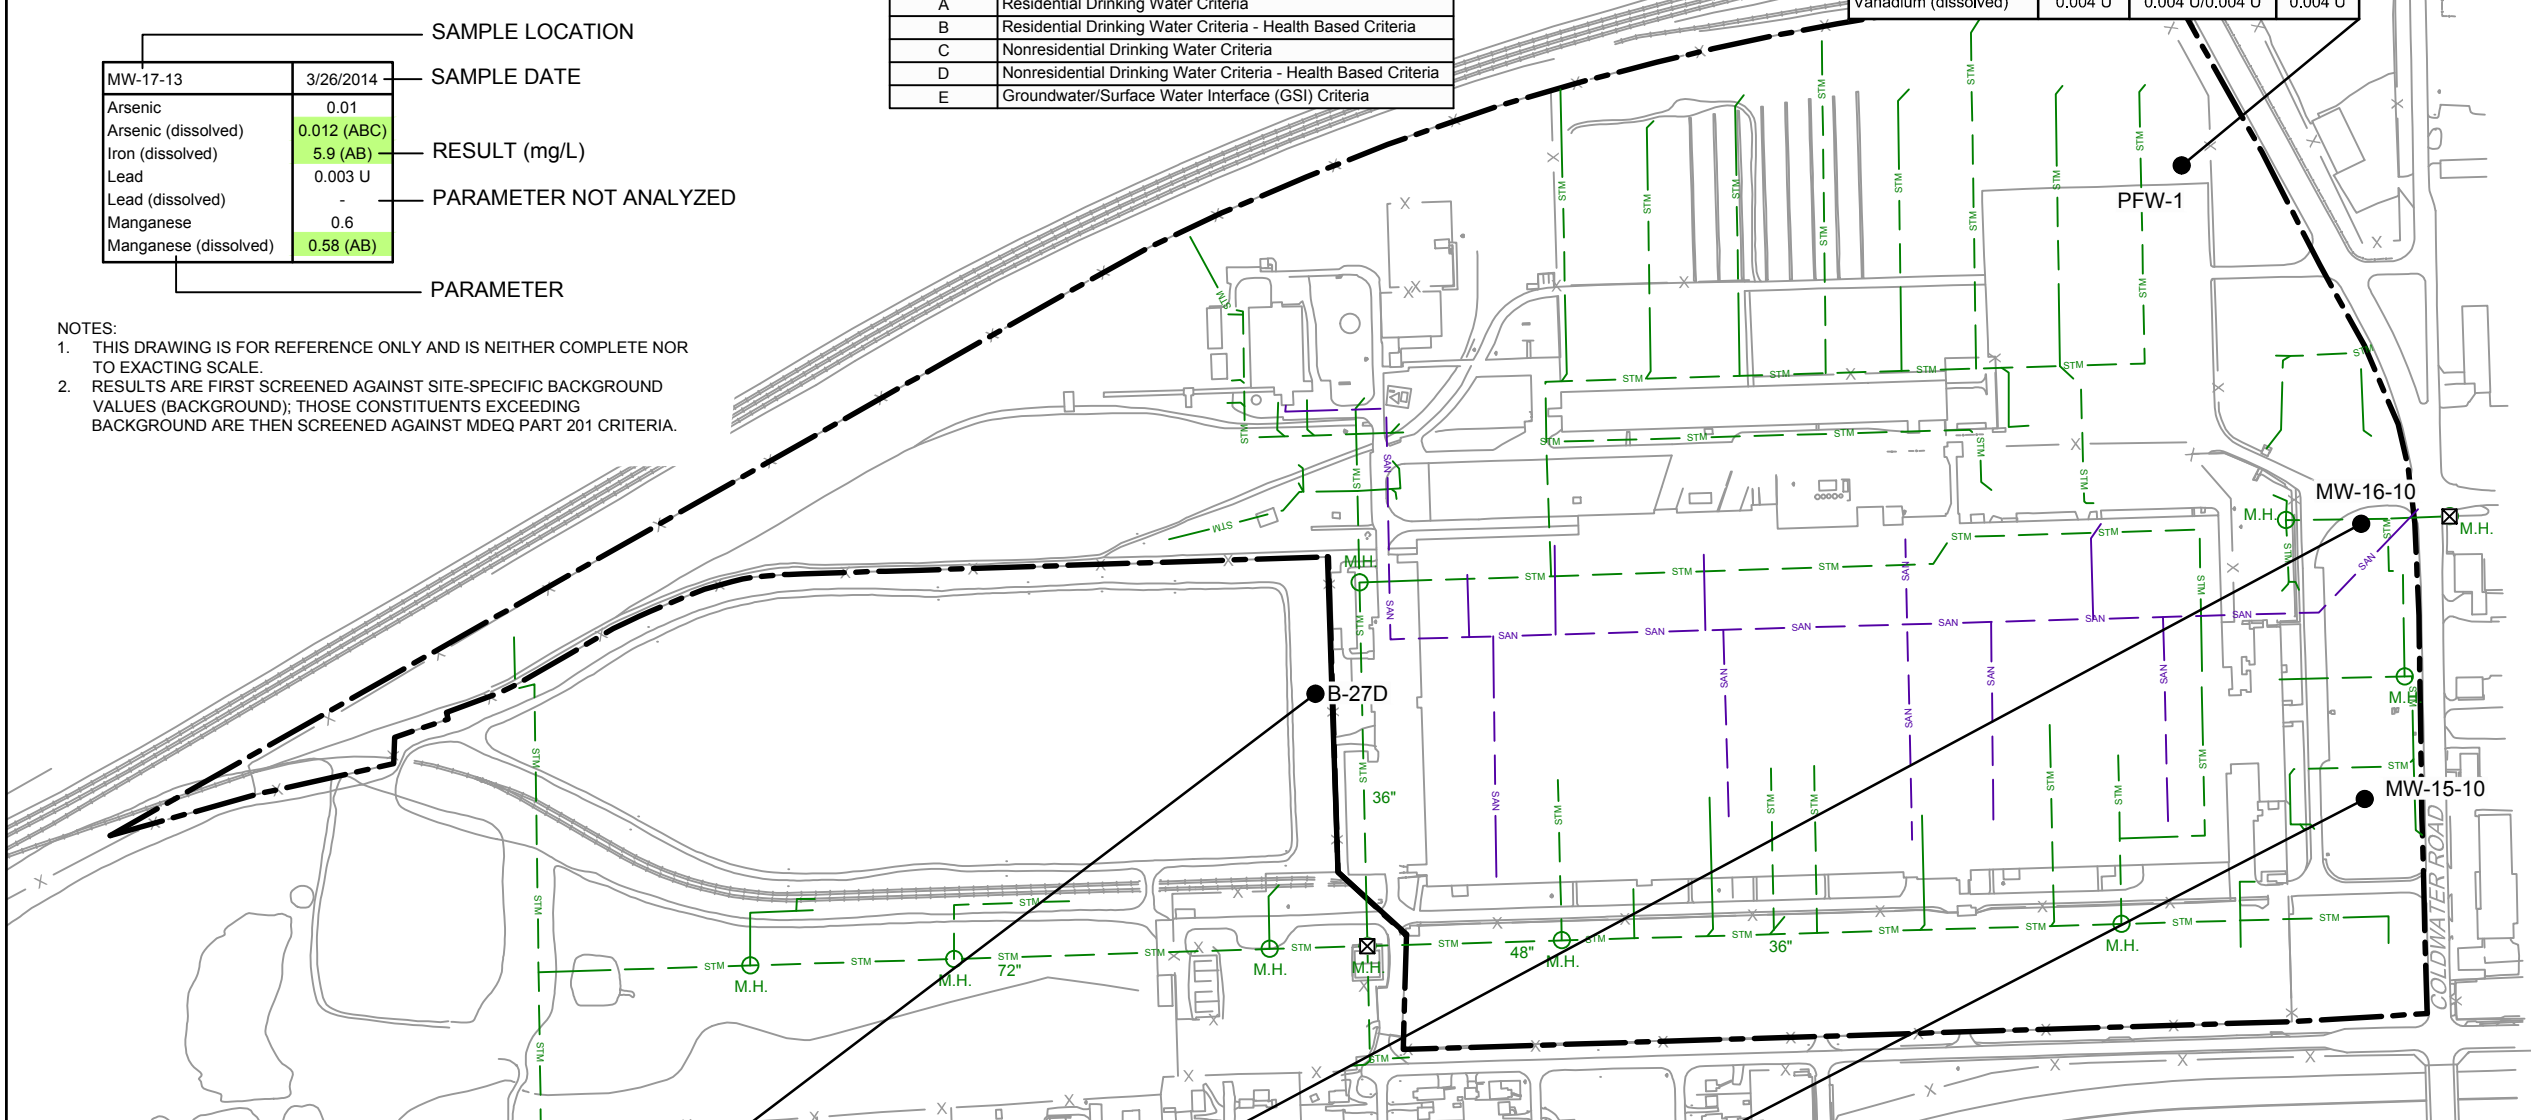 SAMPLE LOCATION
MW-17-13 3/26/2014
SAMPLE DATE
Arsenic 0.01
Arsenic (dissolved) 0.012 (ABC)
Iron (dissolved) 5.9 (AB)
RESULT (mg/L)
Lead 0.003 U
Lead (dissolved) -
PARAMETER NOT ANALYZED
Manganese 0.6
Manganese (dissolved) 0.58 (AB)
PARAMETER
NOTES:
1. THIS DRAWING IS FOR REFERENCE ONLY AND IS NEITHER COMPLETE NOR
TO EXACTING SCALE.
2. RESULTS ARE FIRST SCREENED AGAINST SITE-SPECIFIC BACKGROUND
VALUES (BACKGROUND); THOSE CONSTITUENTS EXCEEDING
BACKGROUND ARE THEN SCREENED AGAINST MDEQ PART 201 CRITERIA.
A Residential Drinking Water Criteria
B Residential Drinking Water Criteria - Health Based Criteria
C Nonresidential Drinking Water Criteria
D Nonresidential Drinking Water Criteria - Health Based Criteria
E Groundwater/Surface Water Interface (GSI) Criteria
Vanadium (dissolved) 0.004 U 0.004 U/0.004 U 0.004 U
PFW-1
MW-16-10
M.H.
M.H.
M.H.
B-27D
M.H.
MW-15-10
36"
COLDWATER ROAD
STM
SAN
M.H.
M.H.
72"
M.H.
M.H.
48"
M.H.
36"
M.H.